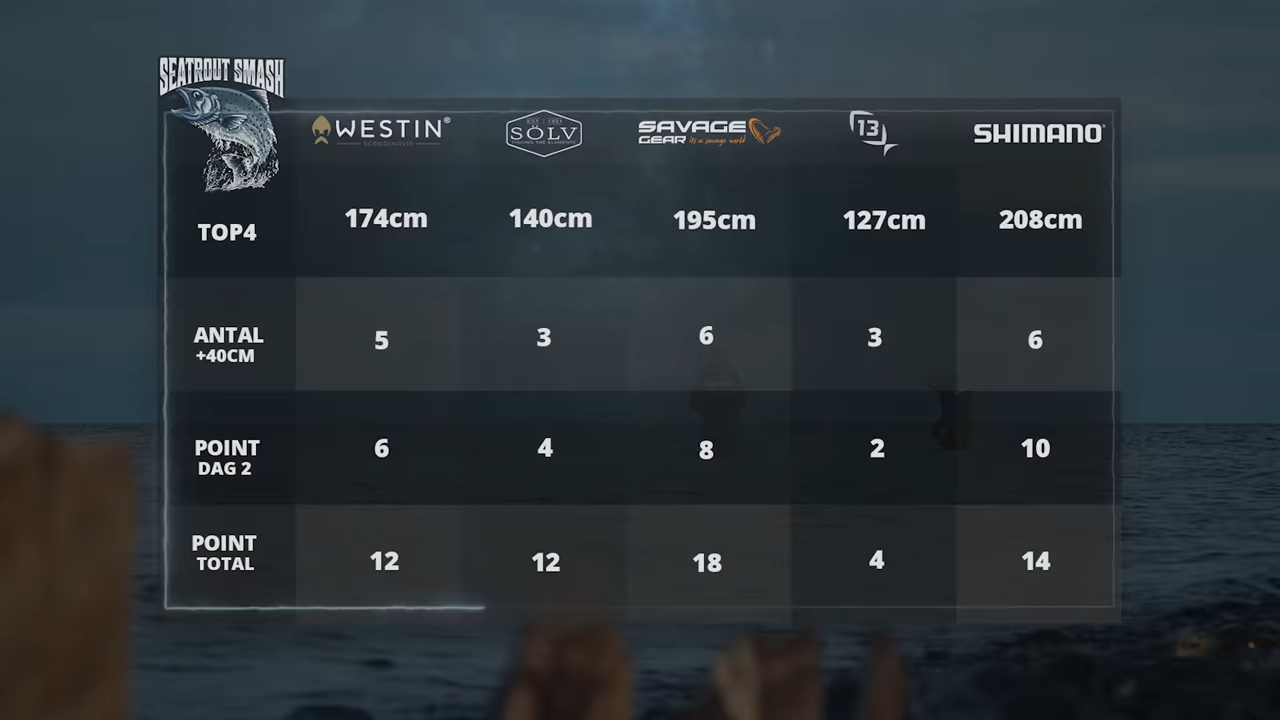 SEATROUT SMASH
WESTIN®
SCANDINAVIA
EST. 1921
SÖLV
FISHING THE ELEMENTS
SAVAGE
GEAR it's a savage world
13
SHIMANO
TOP4 174cm 140cm 195cm 127cm 208cm
ANTAL
+40CM 5 3 6 3 6
POINT
DAG 2 6 4 8 2 10
POINT
TOTAL 12 12 18 4 14